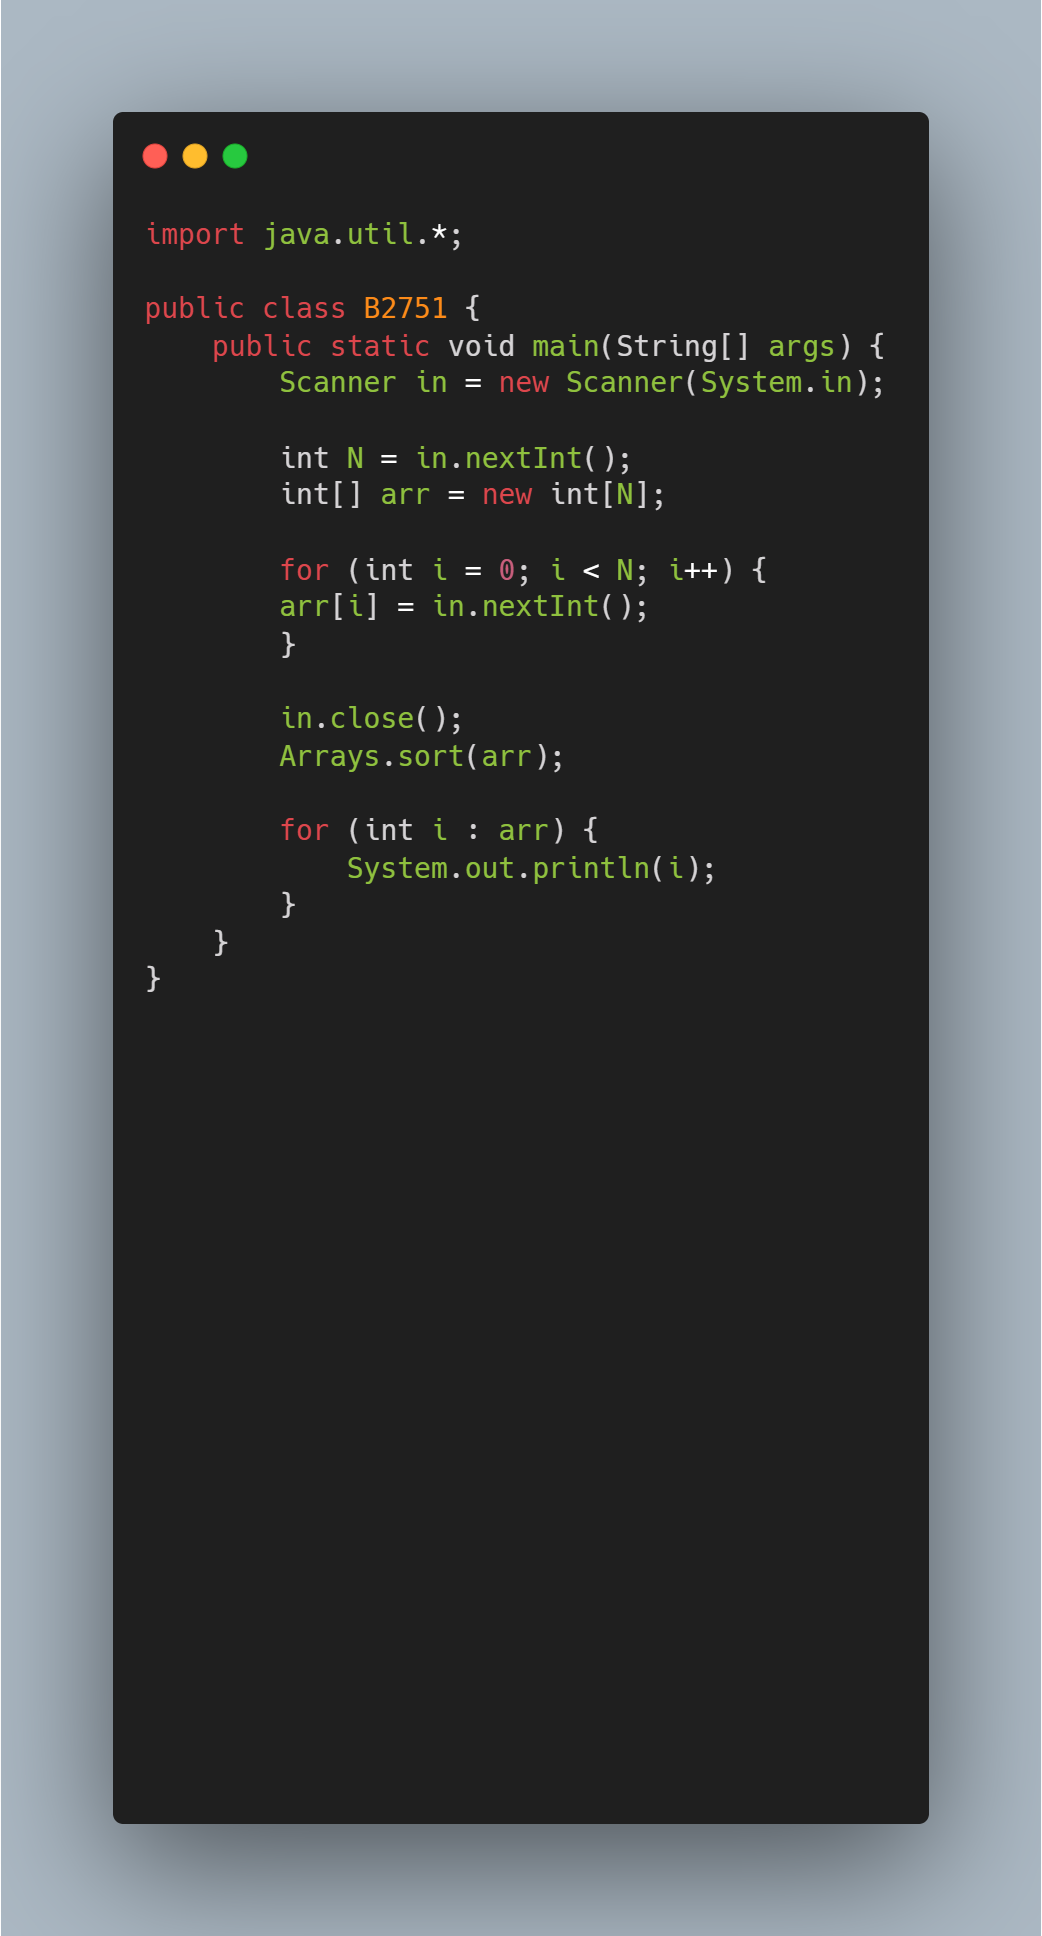 import java.util.*;

public class B2751 {
    public static void main(String[] args) {
        Scanner in = new Scanner(System.in);

        int N = in.nextInt();
        int[] arr = new int[N];

        for (int i = 0; i < N; i++) {
        arr[i] = in.nextInt();
        }

        in.close();
        Arrays.sort(arr);

        for (int i : arr) {
            System.out.println(i);
        }
    }
}